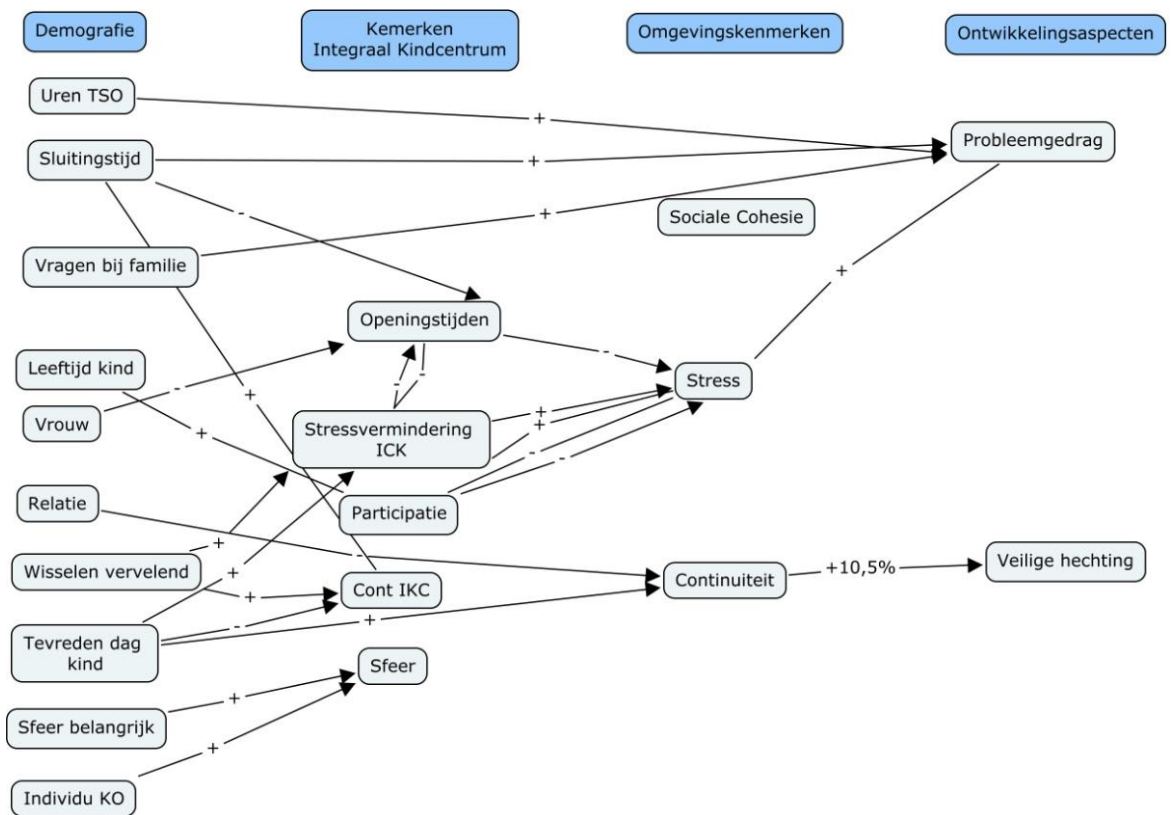 Demografie
Kemerken
Integraal Kindcentrum
Omgevingskenmerken
Ontwikkelingsaspecten
Uren TSO
+
Sluitingstijd
+
Probleemgedrag
-
+
Sociale Cohesie
Vragen bij familie
+
Openingstijden
-
Leeftijd kind
-
-
-
Stress
Vrouw
+
+
Stressvermindering
ICK
+
+
-
-
Relatie
Participatie
+
-
Wisselen vervelend
+
Cont IKC
+
Continuiteit
+10,5%
Veilige hechting
-
+
Tevreden dag
kind
Sfeer
+
Sfeer belangrijk
+
Individu KO